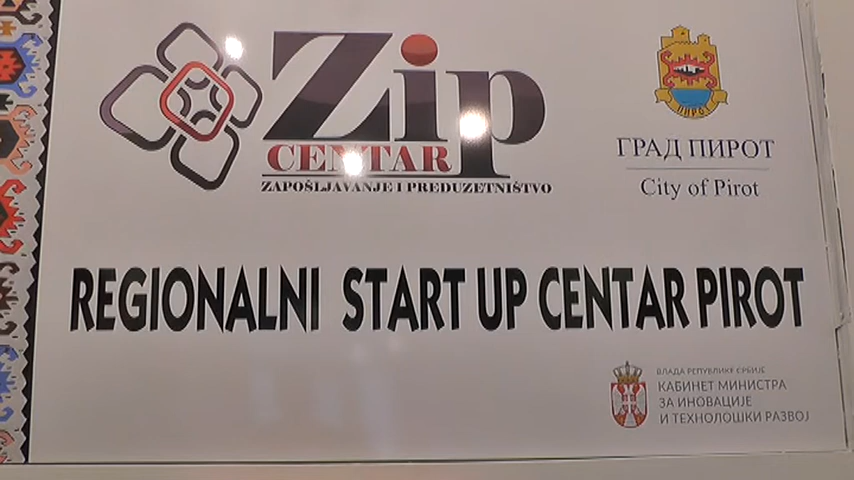 Zip
CENTAR
ZAPOŠLJAVANJE I PREDUZETNIŠTVO
ПИРОТ
ГРАД ПИРОТ
City of Pirot
REGIONALNI START UP CENTAR PIROT
ВЛАДА РЕПУБЛИКЕ СРБИЈЕ
КАБИНЕТ МИНИСТРА
ЗА ИНОВАЦИЈЕ
И ТЕХНОЛОШКИ РАЗВОЈ